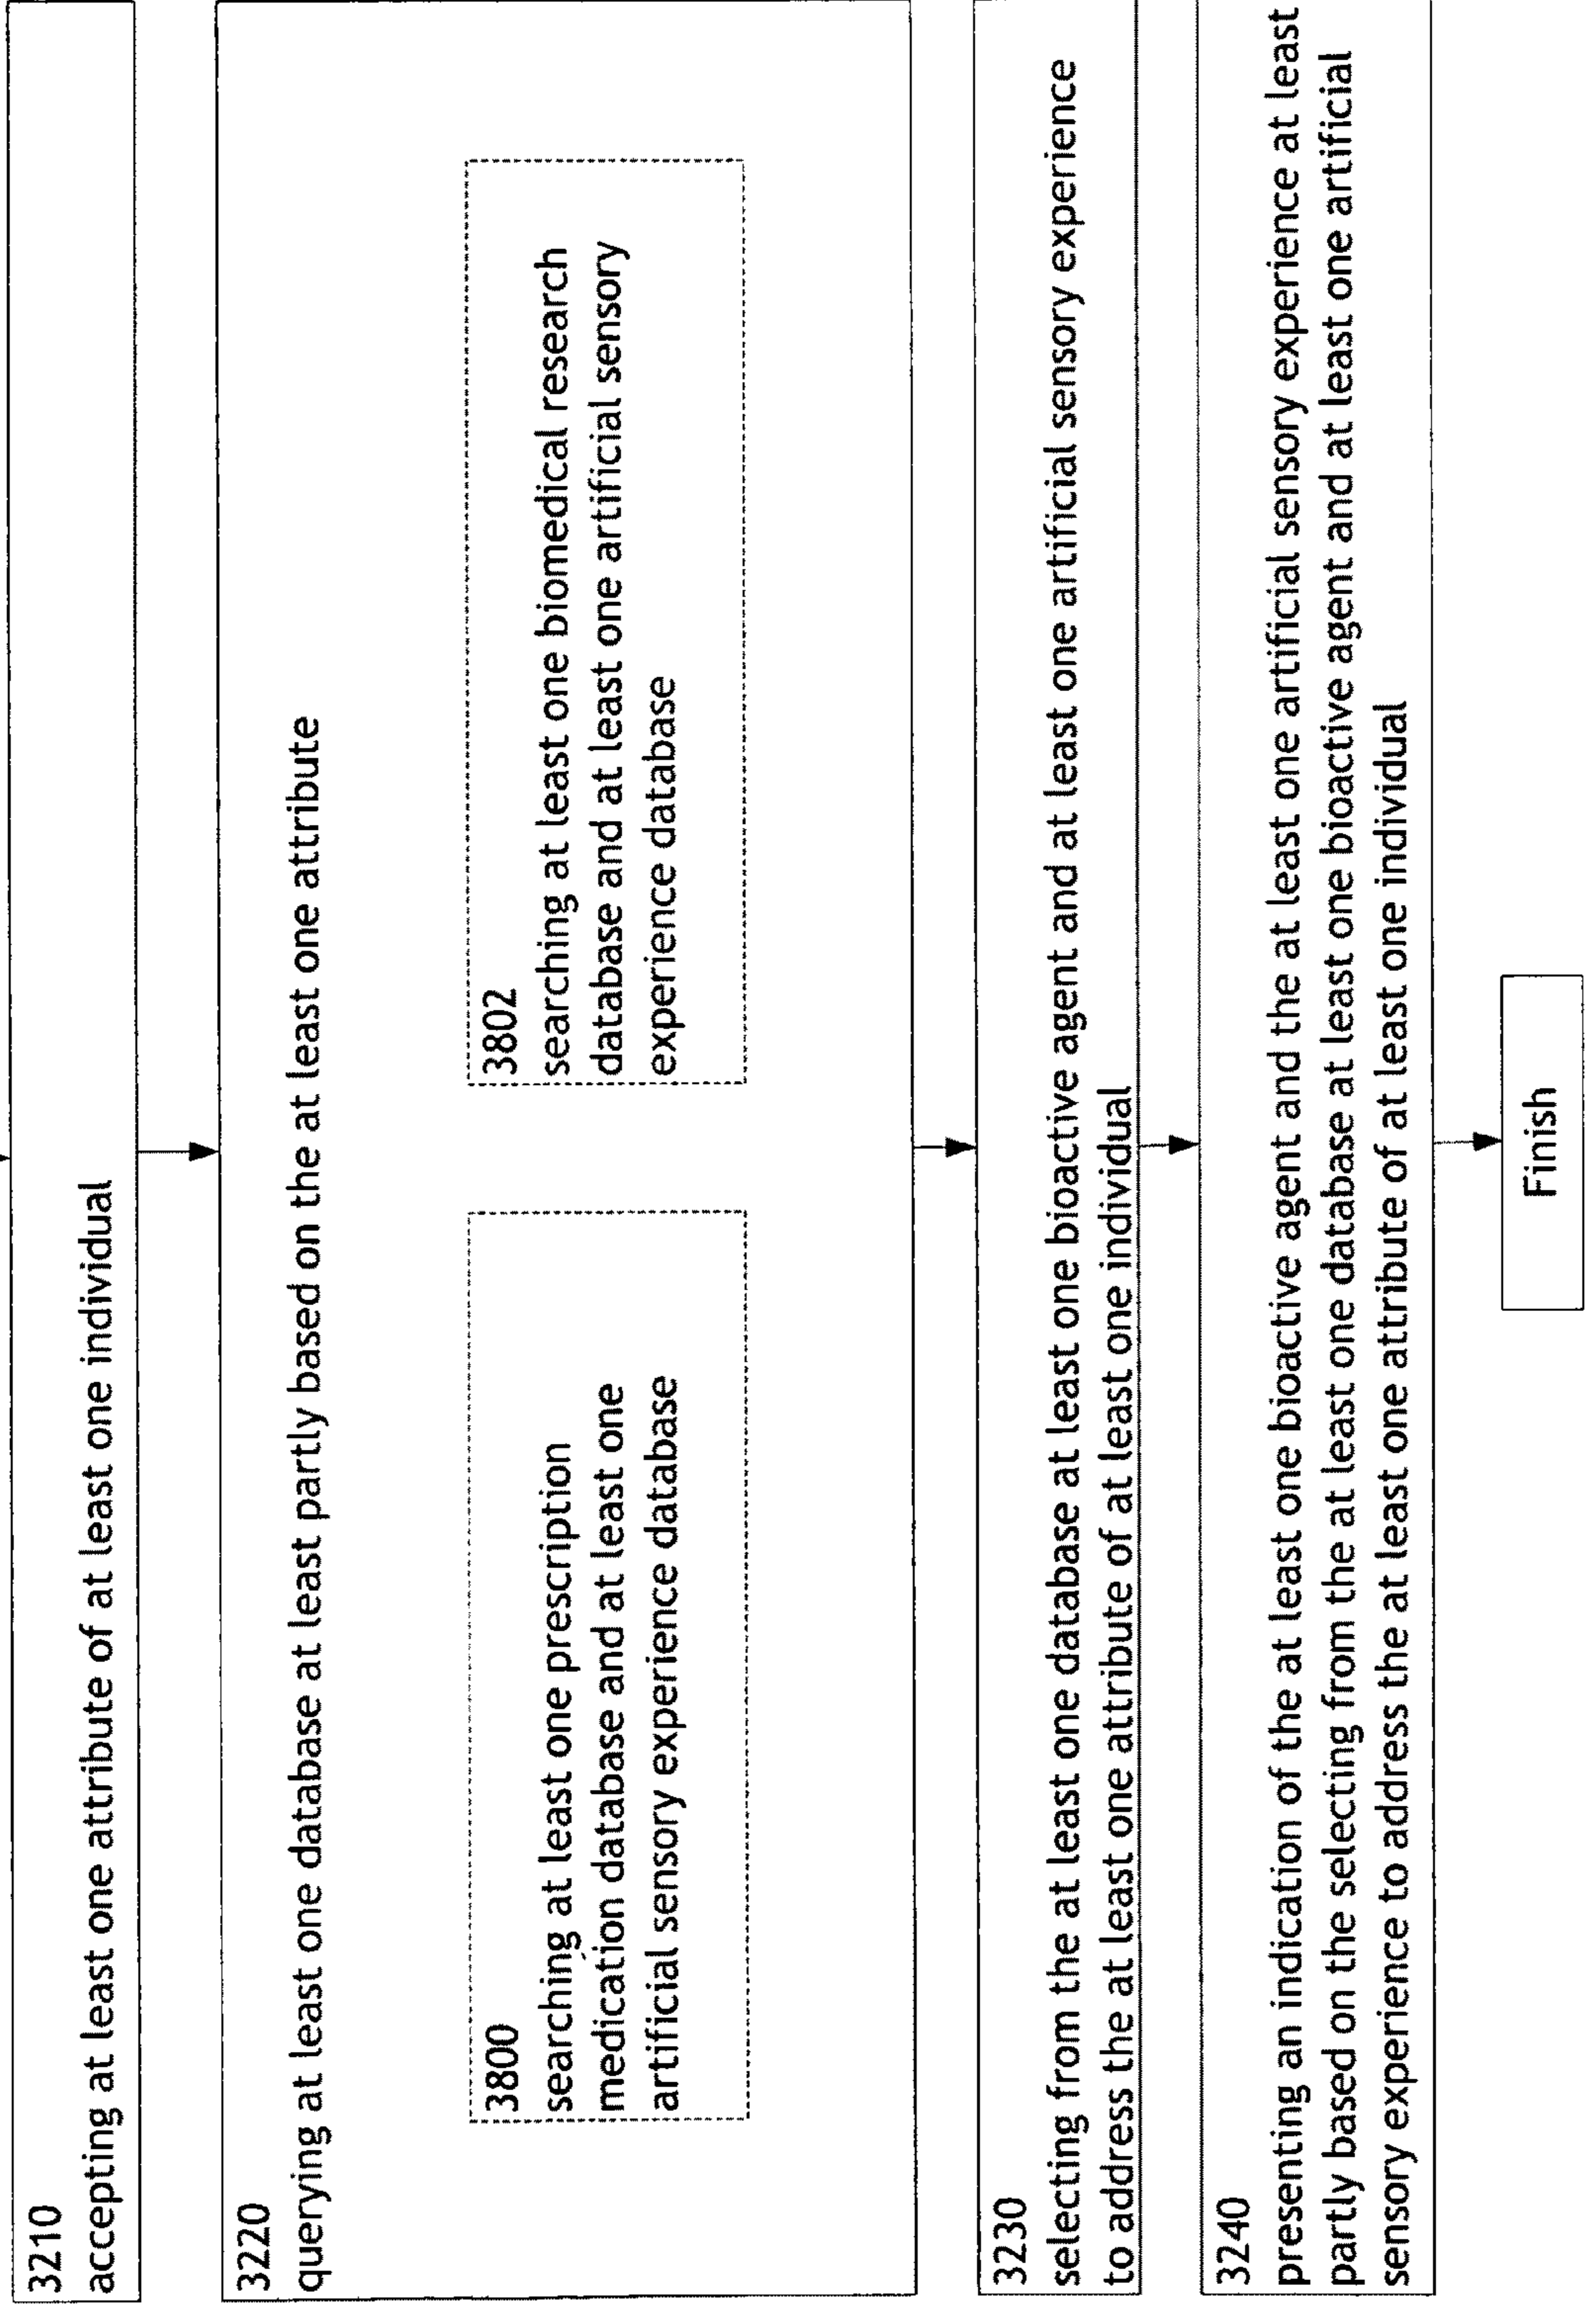 3210
accepting at least one attribute of at least one individual
3220
querying at least one database at least partly based on the at least one attribute
3800
searching at least one prescription
medication database and at least one
artificial sensory experience database
3802
searching at least one biomedical research
database and at least one artificial sensory
experience database
3230
selecting from the at least one database at least one bioactive agent and at least one artificial sensory experience
to address the at least one attribute of at least one individual
3240
presenting an indication of the at least one bioactive agent and the at least one artificial sensory experience at least
partly based on the selecting from the at least one database at least one bioactive agent and at least one artificial
sensory experience to address the at least one attribute of at least one individual
Finish